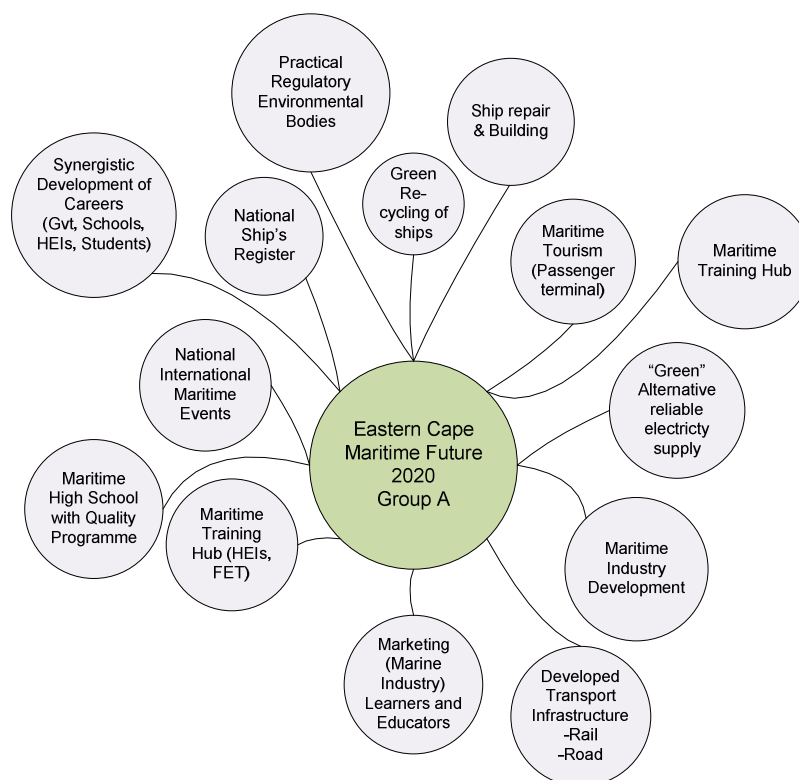 Practical
Regulatory
Environmental
Bodies
Ship repair
& Building
Synergistic
Development of
Careers
(Gvt, Schools,
HEIs, Students)
National
Ship's
Register
Green
Re-
cycling of
ships
Maritime
Tourism
(Passenger
terminal)
Maritime
Training Hub
National
International
Maritime
Events
“Green”
Alternative
reliable
electricty
supply
Eastern Cape
Maritime Future
2020
Group A
Maritime
High School
with Quality
Programme
Maritime
Training
Hub (HEIs,
FET)
Maritime
Industry
Development
Marketing
(Marine
Industry)
Learners and
Educators
Developed
Transport
Infrastructure
-Rail
-Road